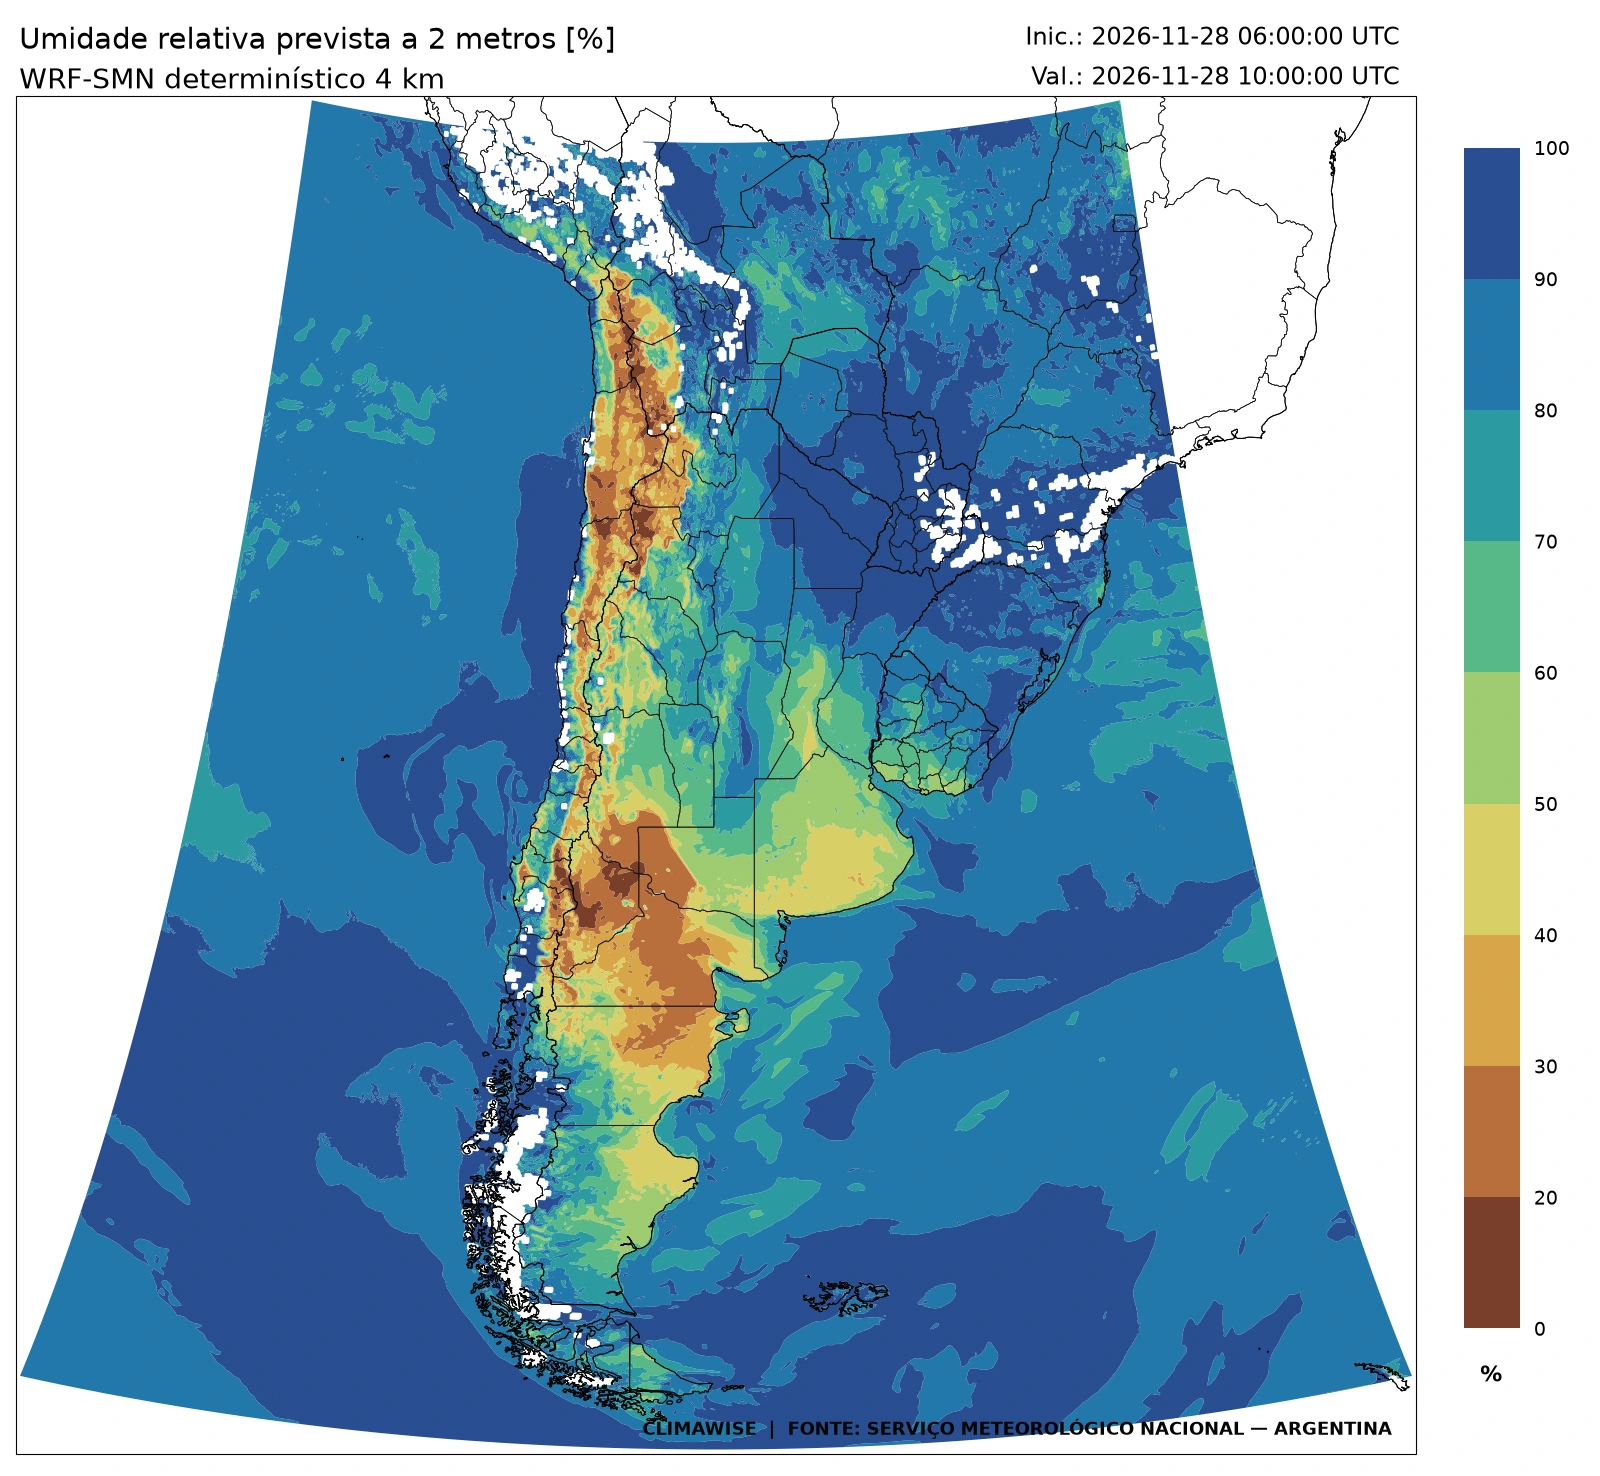 Umidade relativa prevista a 2 metros [%]
WRF-SMN determinístico 4 km
Inic.: 2026-11-28 06:00:00 UTC
Val.: 2026-11-28 10:00:00 UTC
100
90
80
70
60
50
40
30
20
0
%
CLIMAWISE | FONTE: SERVIÇO METEOROLÓGICO NACIONAL — ARGENTINA